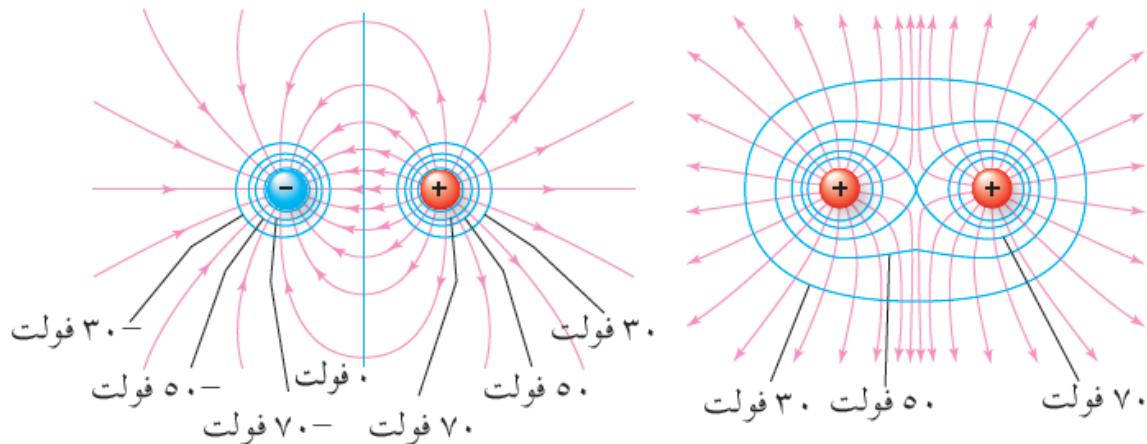 −
+
+
+
−٣٠ فولت
−٥٠ فولت
−٧٠ فولت
٠ فولت
٧٠ فولت
٥٠ فولت
٣٠ فولت
٣٠ فولت
٥٠ فولت
٧٠ فولت